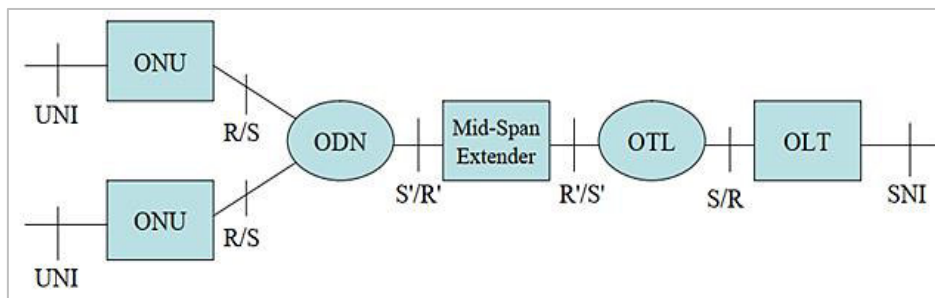 ONU
UNI
R/S
ODN
S'/R'
Mid-Span
Extender
R'/S'
OTL
S/R
OLT
SNI
ONU
UNI
R/S